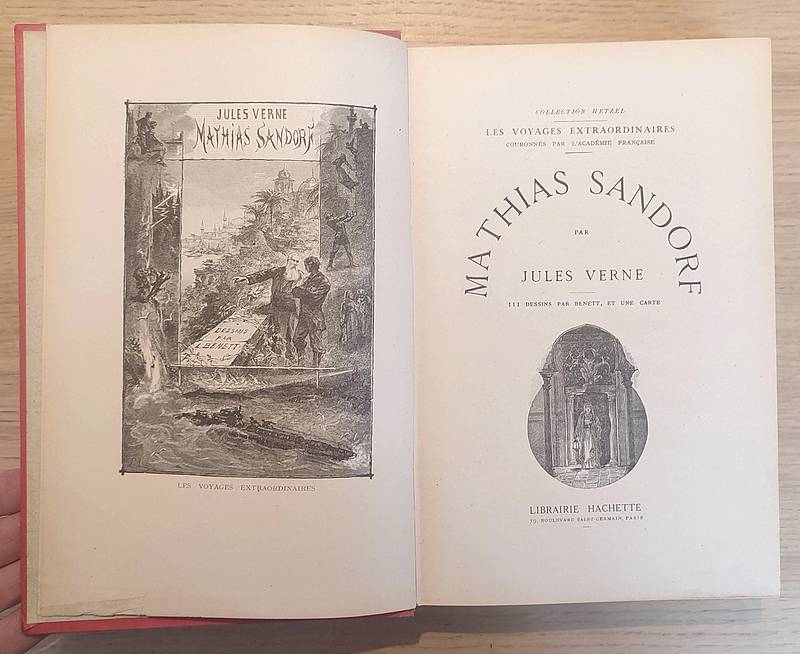 JULES VERNE
MATHIAS SANDORF
DESSINS
PAR
L. BENETT
LES VOYAGES EXTRAORDINAIRES
COLLECTION HETZEL
LES VOYAGES EXTRAORDINAIRES
COURONNÉS PAR L'ACADÉMIE FRANÇAISE
MATHIAS SANDORF
PAR
JULES VERNE
111 DESSINS PAR BENETT, ET UNE CARTE
LIBRAIRIE HACHETTE
79, BOULEVARD SAINT-GERMAIN, PARIS